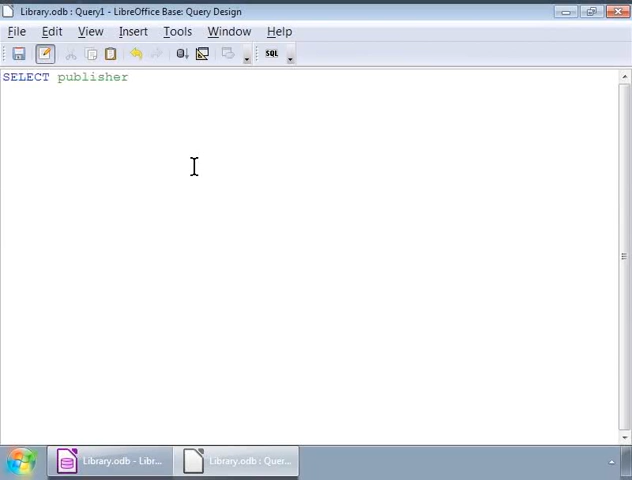 Library.odb : Query1 - LibreOffice Base: Query Design
File Edit View Insert Tools Window Help
SQL
SELECT publisher
Library.odb - Libr... Library.odb : Quer...